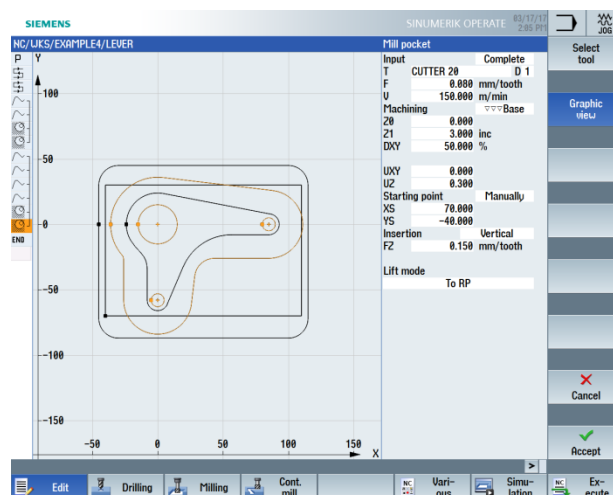 SIEMENS
SINUMERIK OPERATE 03/17/17
2:05 PM
JOG
NC/WKS/EXAMPLE4/LEVER
Mill pocket
Select
tool
P
Y
Input Complete
T CUTTER 20 D 1
F 0.080 mm/tooth
V 150.000 m/min
Machining ▽▽▽Base
Z0 0.000
Z1 3.000 inc
DXY 50.000 %
UXY 0.000
UZ 0.300
Starting point Manually
XS 70.000
YS -40.000
Insertion Vertical
FZ 0.150 mm/tooth
Lift mode
To RP
Graphic
view
100
50
0
-50
-100
-150
END
-50 0 50 100 150 X
Cancel
Accept
>
Edit
Drilling
Milling
Cont.
mill
NC
Vari-
ous
Simu-
lation
NC
Ex-
ecute